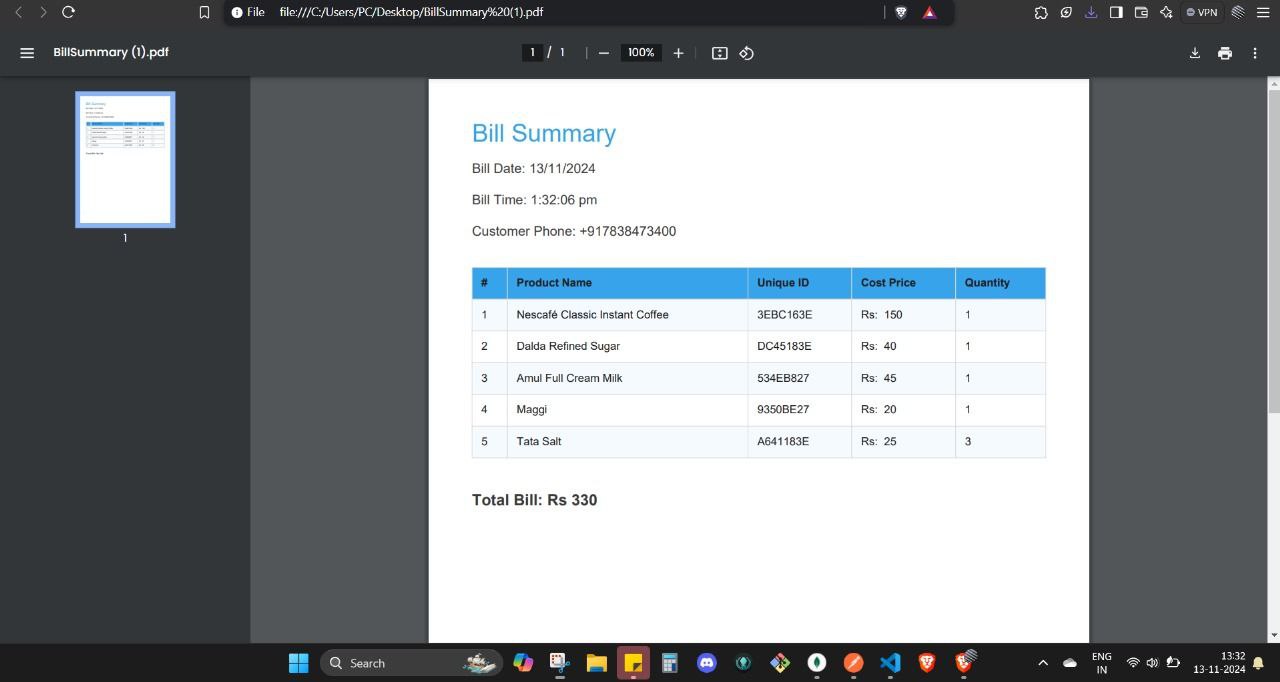 File file:///C:/Users/PC/Desktop/BillSummary%20(1).pdf VPN
BillSummary (1).pdf 1 / 1 100%
1
Bill Summary
Bill Date: 13/11/2024
Bill Time: 1:32:06 pm
Customer Phone: +917838473400
# Product Name Unique ID Cost Price Quantity
1 Nescafé Classic Instant Coffee 3EBC163E Rs: 150 1
2 Dalda Refined Sugar DC45183E Rs: 40 1
3 Amul Full Cream Milk 534EB827 Rs: 45 1
4 Maggi 9350BE27 Rs: 20 1
5 Tata Salt A641183E Rs: 25 3
Total Bill: Rs 330
Search ENG 13:32
IN 13-11-2024